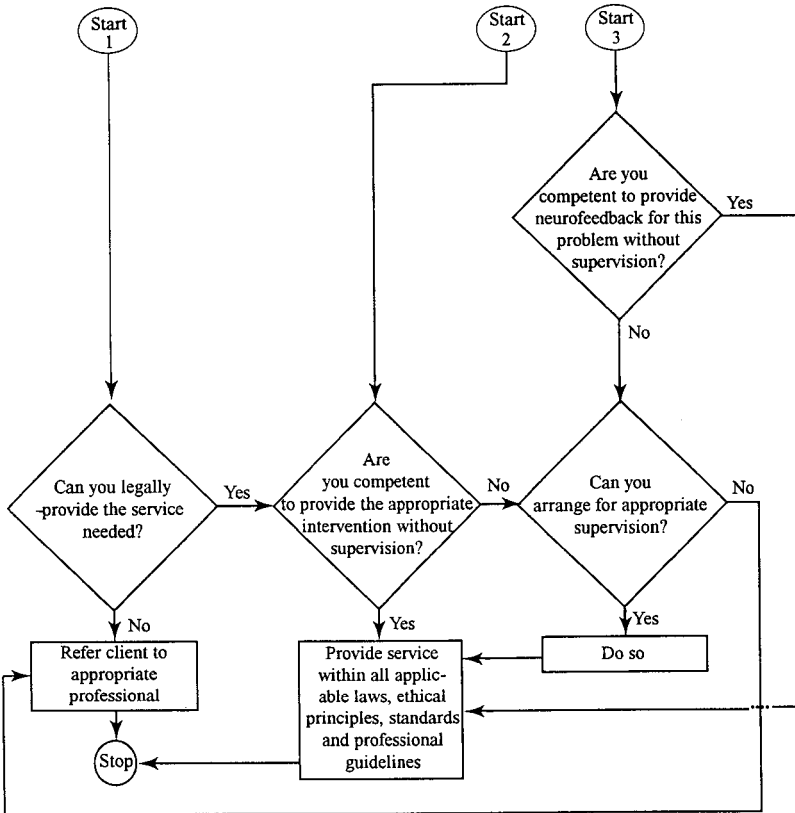 Start
1
Start
2
Start
3
Are you
competent to provide
neurofeedback for this
problem without
supervision?
Yes
No
Can you legally
provide the service
needed?
Yes
No
Are
you competent
to provide the appropriate
intervention without
supervision?
No
Yes
Can you
arrange for appropriate
supervision?
No
Yes
Refer client to
appropriate
professional
Provide service
within all applic-
able laws, ethical
principles, standards
and professional
guidelines
Do so
Stop